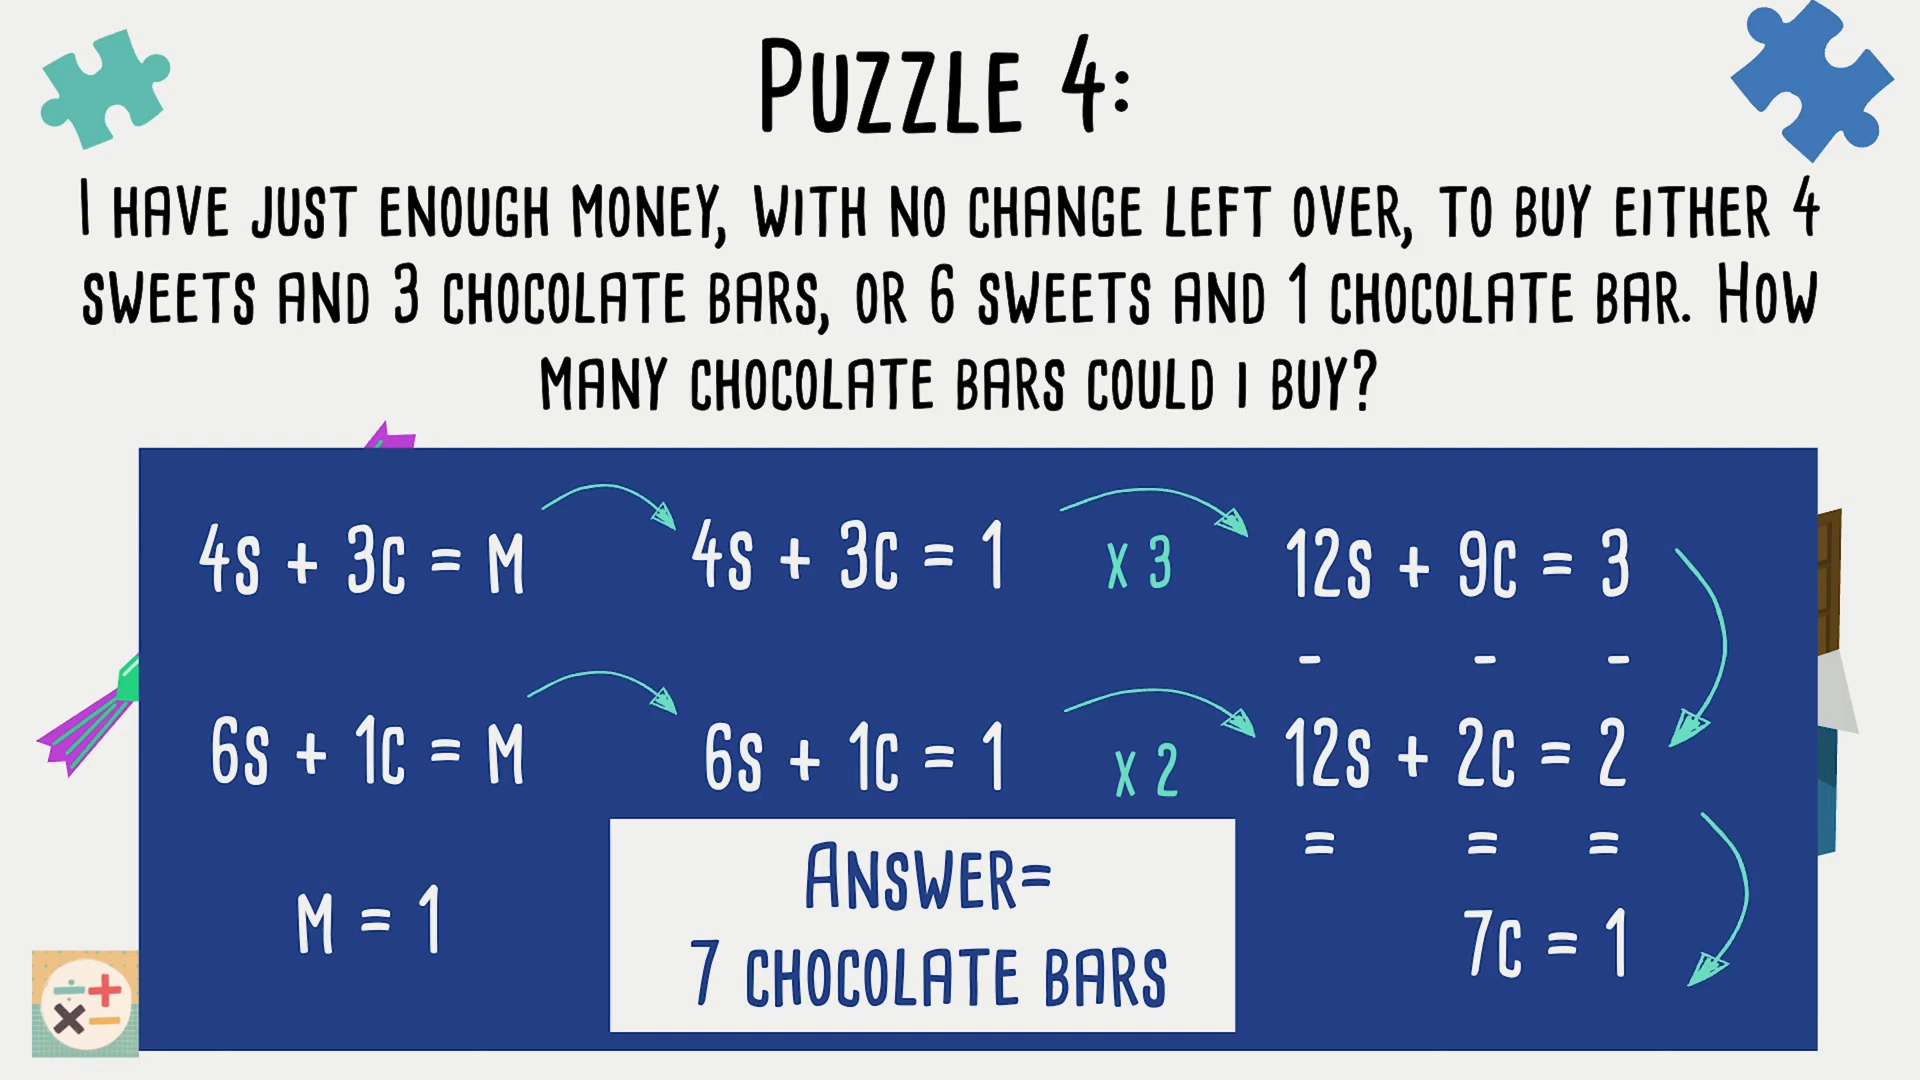 Puzzle 4:
I have just enough money, with no change left over, to buy either 4
sweets and 3 chocolate bars, or 6 sweets and 1 chocolate bar. How
many chocolate bars could i buy?
4s + 3c = M
4s + 3c = 1
x 3
12s + 9c = 3
- - -
6s + 1c = M
6s + 1c = 1
x 2
12s + 2c = 2
= = =
M = 1
7c = 1
Answer=
7 chocolate bars
÷+
×−